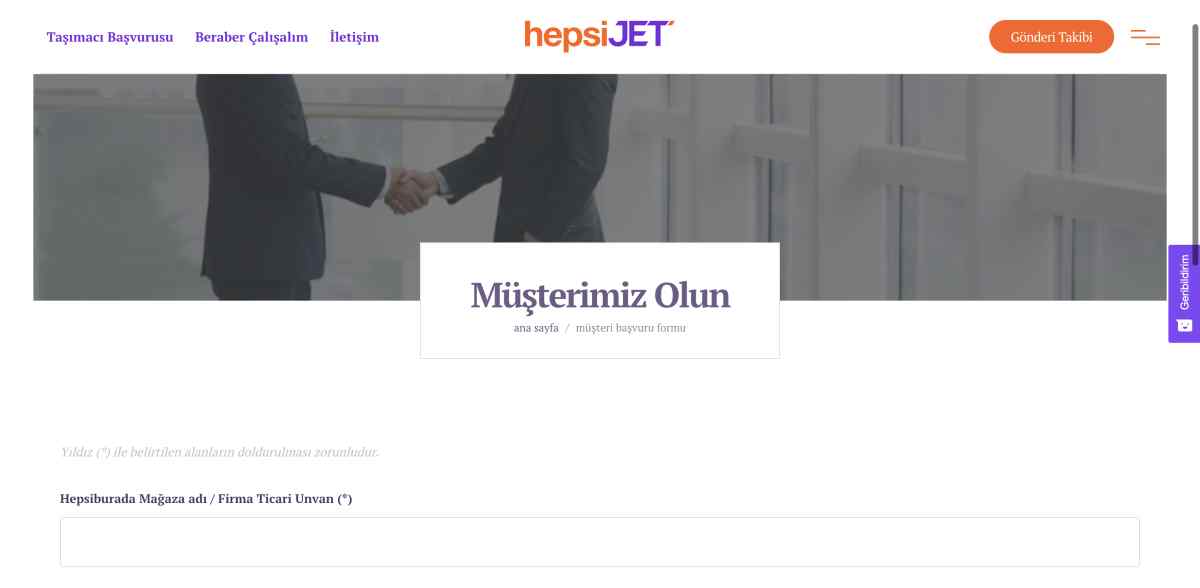 Taşımacı Başvurusu
Beraber Çalışalım
İletişim
hepsiJET
Gönderi Takibi
Geribildirim
Müşterimiz Olun
ana sayfa / müşteri başvuru formu
Yıldız (*) ile belirtilen alanların doldurulması zorunludur.
Hepsiburada Mağaza adı / Firma Ticari Unvan (*)